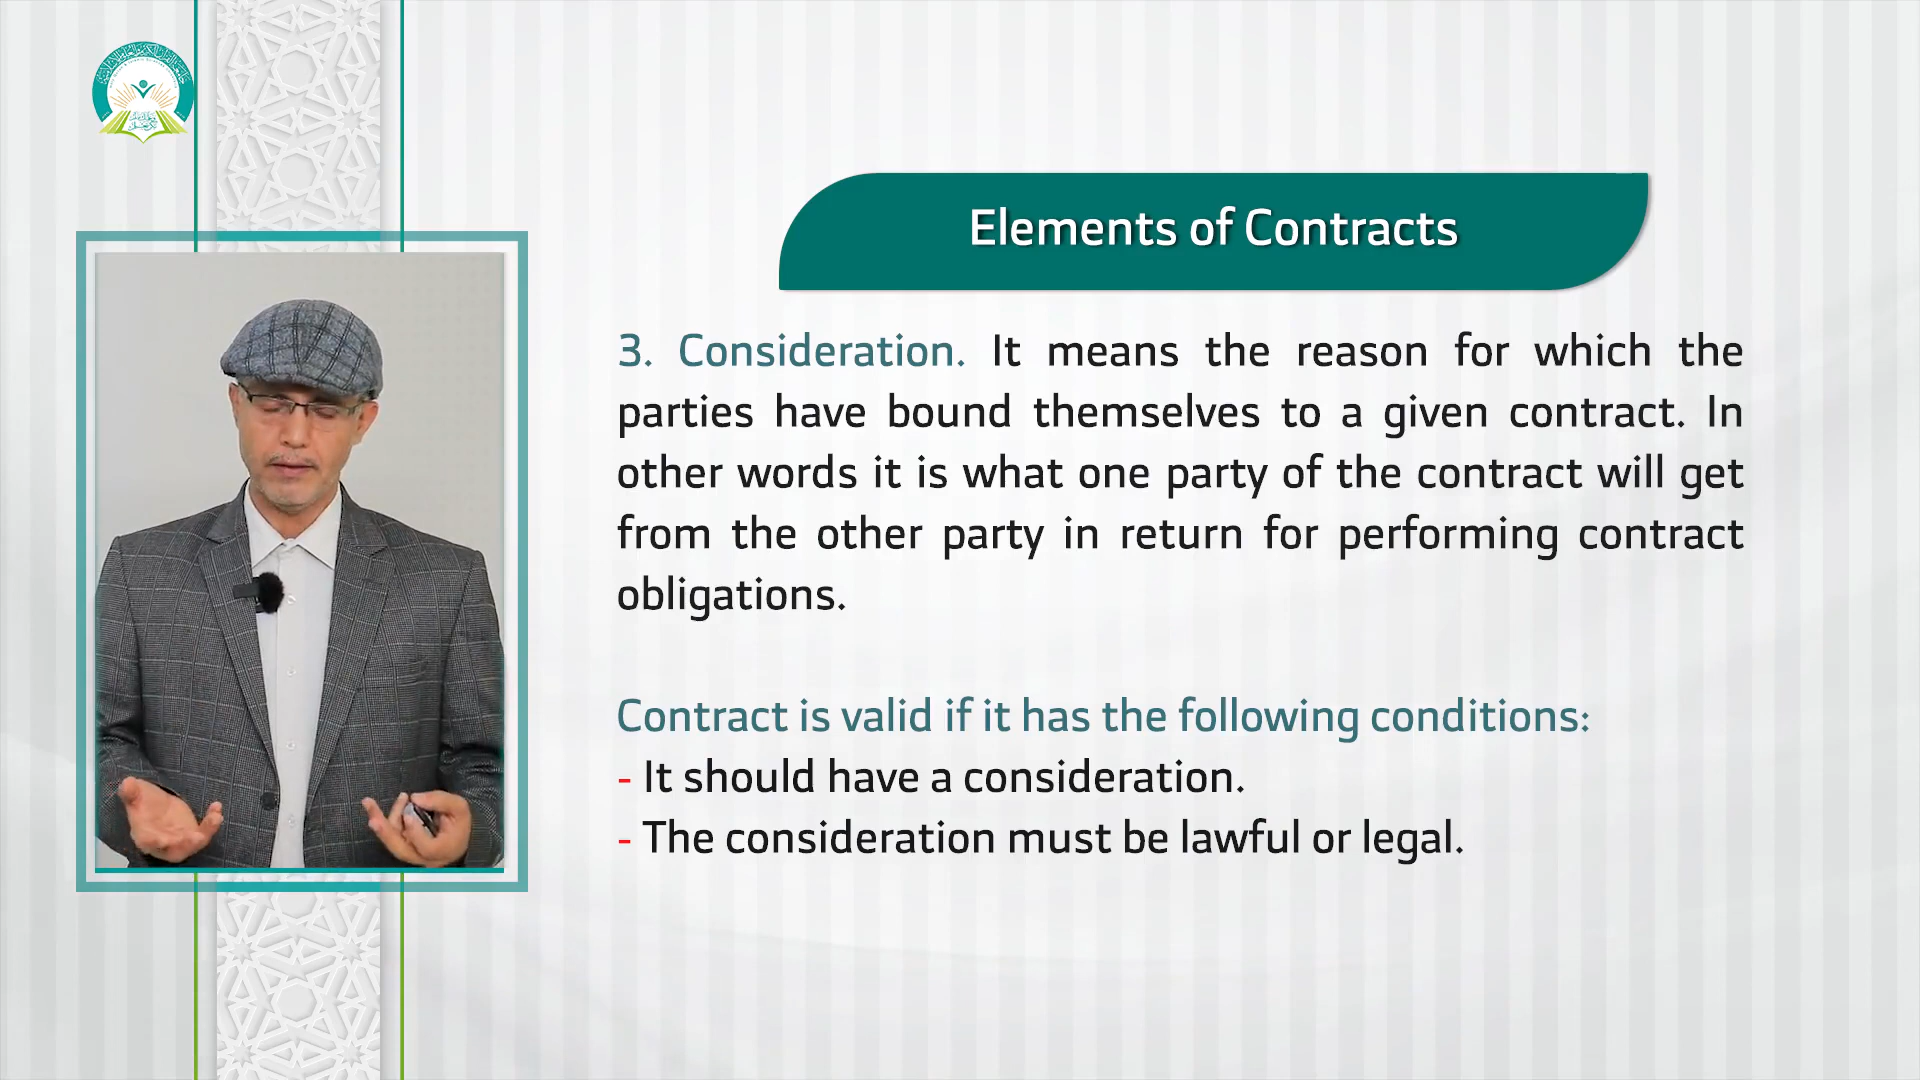 Elements of Contracts
3. Consideration. It means the reason for which the
parties have bound themselves to a given contract. In
other words it is what one party of the contract will get
from the other party in return for performing contract
obligations.
Contract is valid if it has the following conditions:
- It should have a consideration.
- The consideration must be lawful or legal.